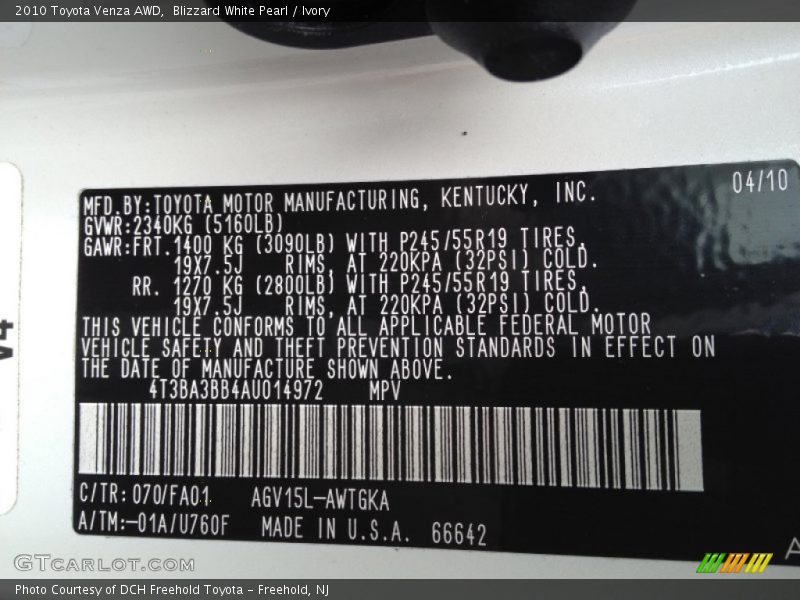 2010 Toyota Venza AWD,  Blizzard White Pearl / Ivory
04/10
MFD.BY:TOYOTA MOTOR MANUFACTURING, KENTUCKY, INC.
GVWR:2340KG (5160LB)
GAWR:FRT.1400 KG (3090LB) WITH P245/55R19 TIRES,
19X7.5J RIMS, AT 220KPA (32PSI) COLD.
RR. 1270 KG (2800LB) WITH P245/55R19 TIRES,
19X7.5J RIMS, AT 220KPA (32PSI) COLD.
THIS VEHICLE CONFORMS TO ALL APPLICABLE FEDERAL MOTOR
VEHICLE SAFETY AND THEFT PREVENTION STANDARDS IN EFFECT ON
THE DATE OF MANUFACTURE SHOWN ABOVE.
4T3BA3BB4AU014972 MPV
C/TR: 070/FA01 AGV15L-AWTGKA
A/TM:-01A/U760F MADE IN U.S.A. 66642
V4
A
GTCARLOT.COM
Photo Courtesy of DCH Freehold Toyota - Freehold, NJ